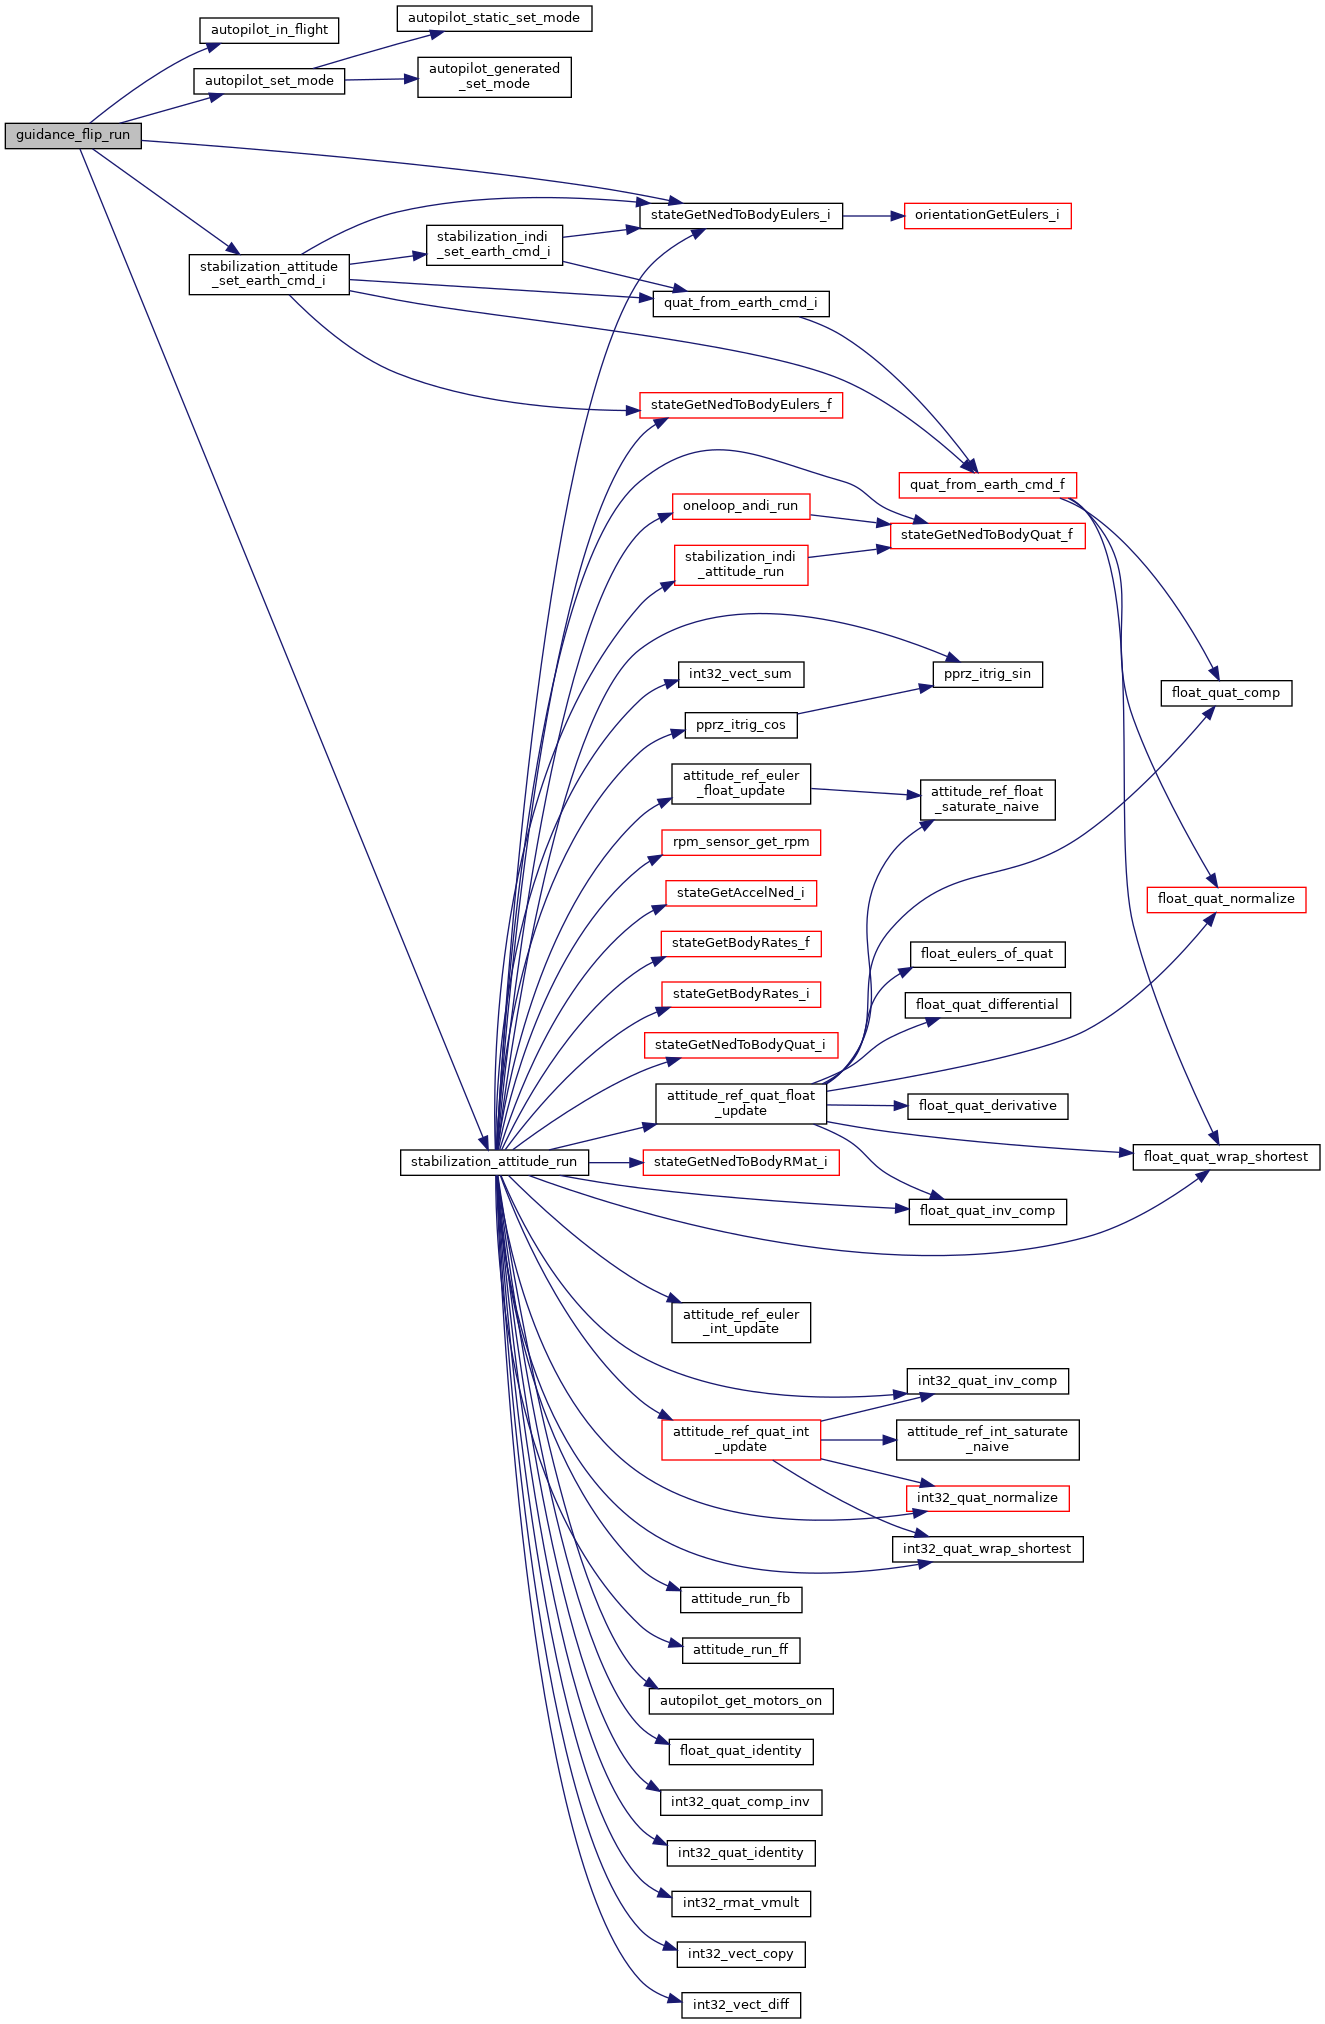 autopilot_static_set_mode
autopilot_in_flight
autopilot_generated
_set_mode
autopilot_set_mode
guidance_flip_run
stateGetNedToBodyEulers_i
orientationGetEulers_i
stabilization_indi
_set_earth_cmd_i
stabilization_attitude
_set_earth_cmd_i
quat_from_earth_cmd_i
stateGetNedToBodyEulers_f
quat_from_earth_cmd_f
oneloop_andi_run
stateGetNedToBodyQuat_f
stabilization_indi
_attitude_run
int32_vect_sum
pprz_itrig_sin
float_quat_comp
pprz_itrig_cos
attitude_ref_euler
_float_update
attitude_ref_float
_saturate_naive
rpm_sensor_get_rpm
stateGetAccelNed_i
float_quat_normalize
stateGetBodyRates_f
float_eulers_of_quat
stateGetBodyRates_i
float_quat_differential
stateGetNedToBodyQuat_i
attitude_ref_quat_float
_update
float_quat_derivative
stabilization_attitude_run
stateGetNedToBodyRMat_i
float_quat_wrap_shortest
float_quat_inv_comp
attitude_ref_euler
_int_update
int32_quat_inv_comp
attitude_ref_quat_int
_update
attitude_ref_int_saturate
_naive
int32_quat_normalize
int32_quat_wrap_shortest
attitude_run_fb
attitude_run_ff
autopilot_get_motors_on
float_quat_identity
int32_quat_comp_inv
int32_quat_identity
int32_rmat_vmult
int32_vect_copy
int32_vect_diff